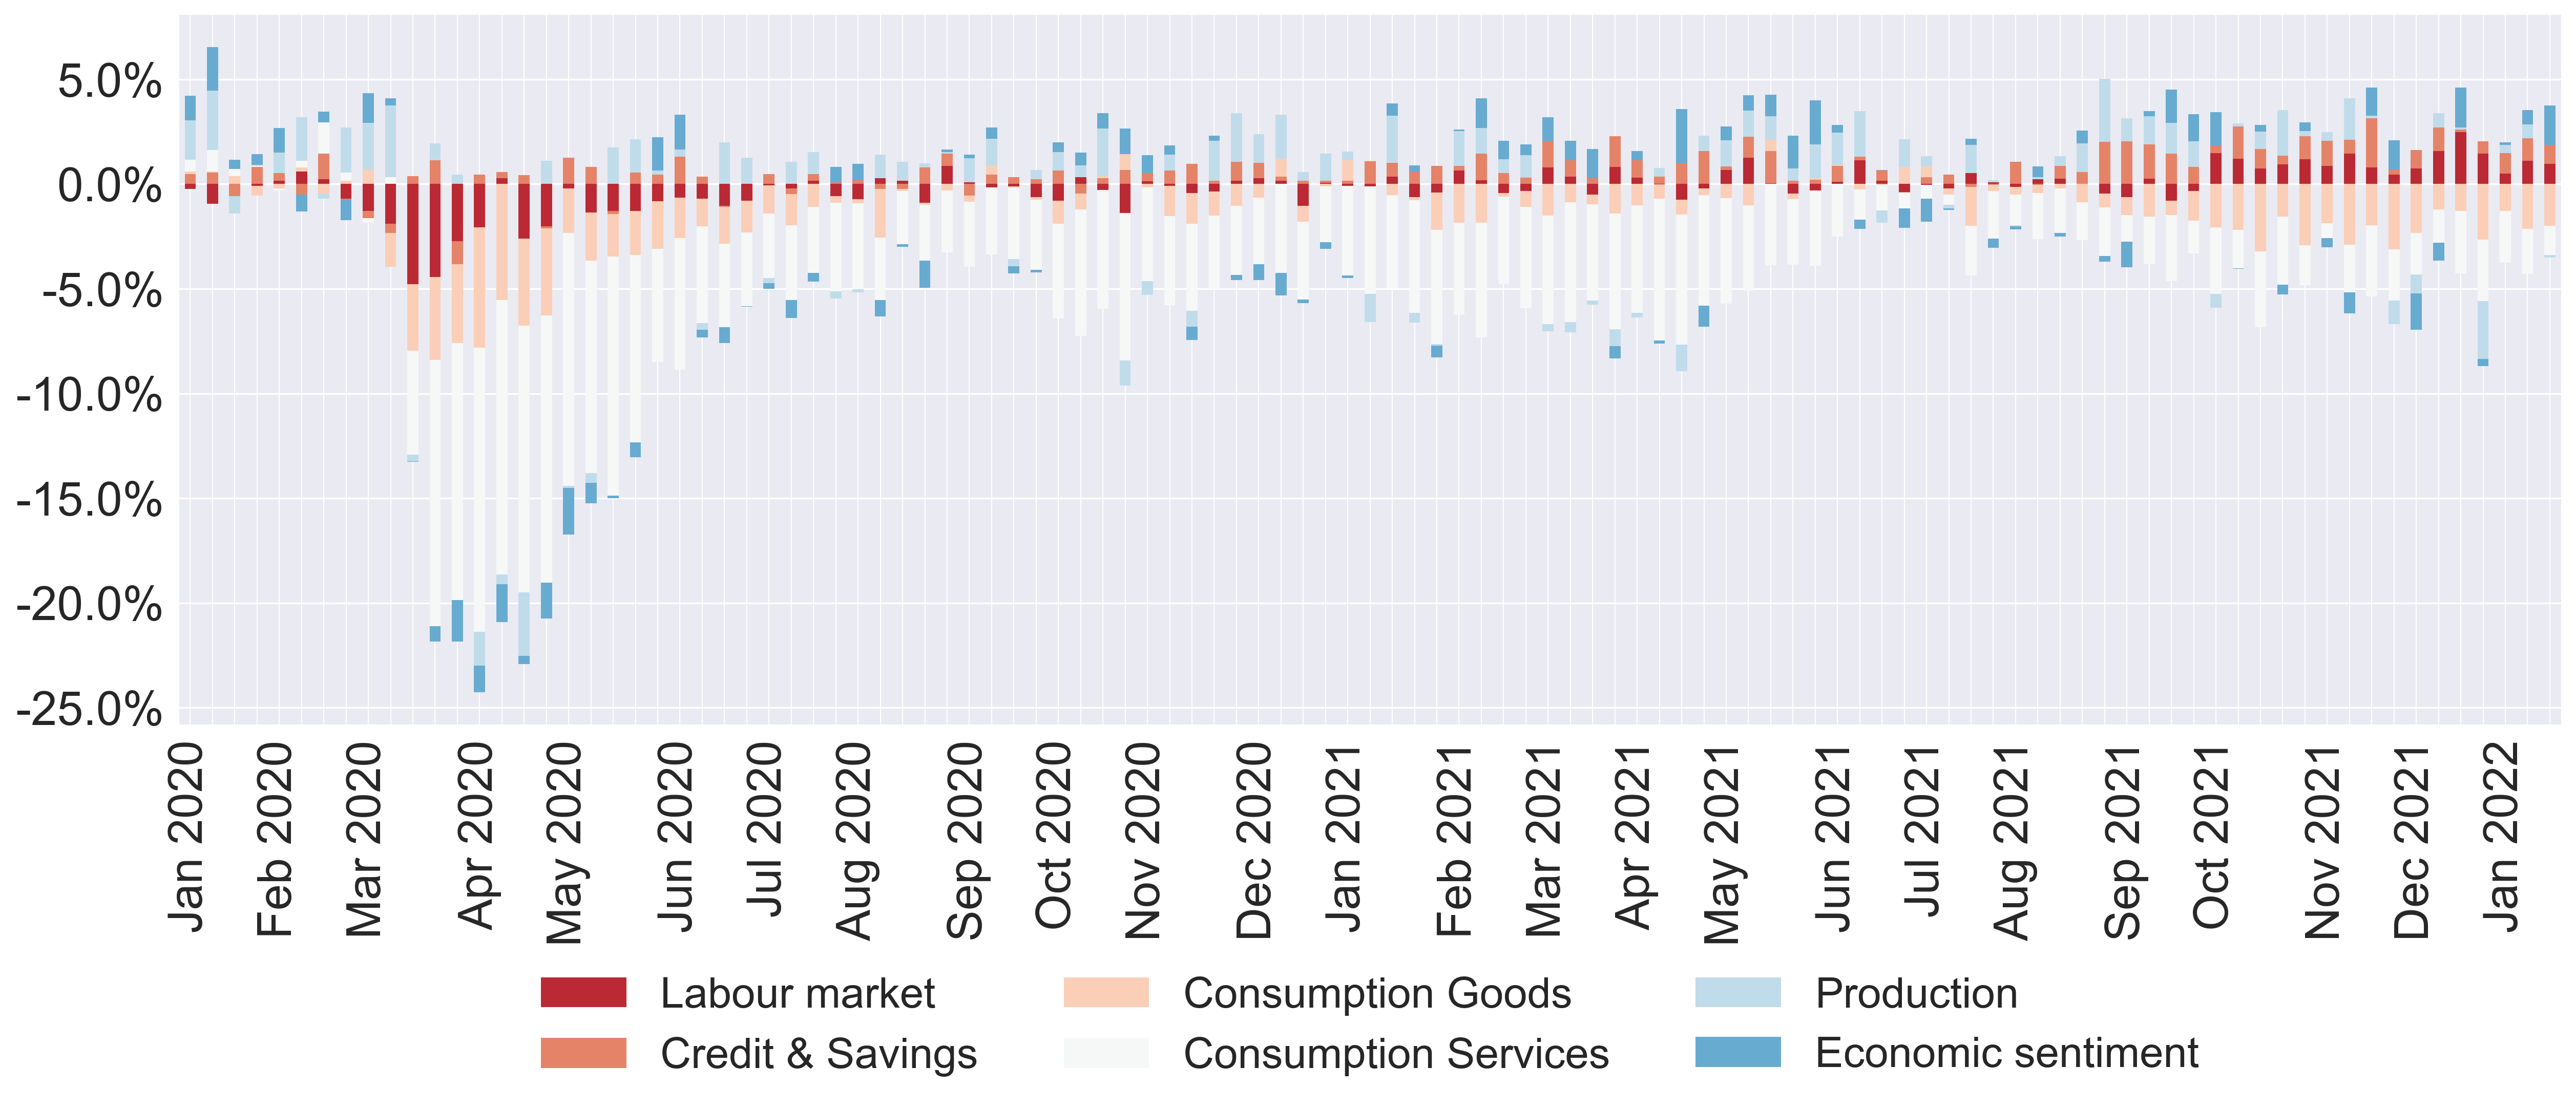 5.0%
0.0%
-5.0%
-10.0%
-15.0%
-20.0%
-25.0%
Jan 2020
Feb 2020
Mar 2020
Apr 2020
May 2020
Jun 2020
Jul 2020
Aug 2020
Sep 2020
Oct 2020
Nov 2020
Dec 2020
Jan 2021
Feb 2021
Mar 2021
Apr 2021
May 2021
Jun 2021
Jul 2021
Aug 2021
Sep 2021
Oct 2021
Nov 2021
Dec 2021
Jan 2022
Labour market
Consumption Goods
Production
Credit & Savings
Consumption Services
Economic sentiment